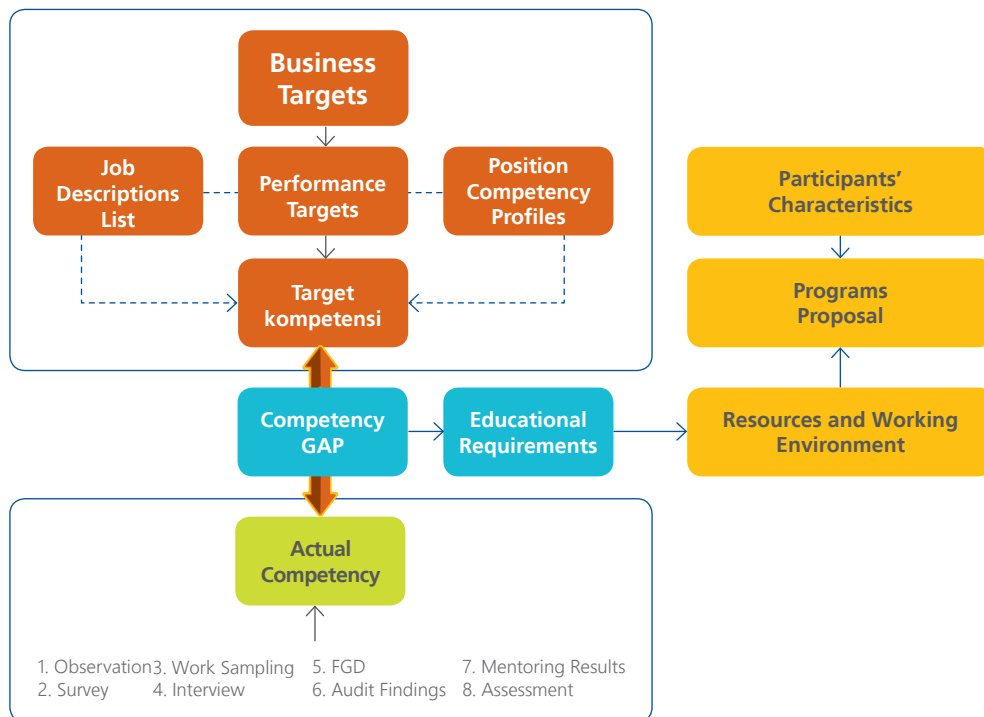 Business
Targets
Job
Descriptions
List
Performance
Targets
Position
Competency
Profiles
Participants’
Characteristics
Target
kompetensi
Programs
Proposal
Competency
GAP
Educational
Requirements
Resources and Working
Environment
Actual
Competency
1. Observation 3. Work Sampling 5. FGD 7. Mentoring Results
2. Survey 4. Interview 6. Audit Findings 8. Assessment